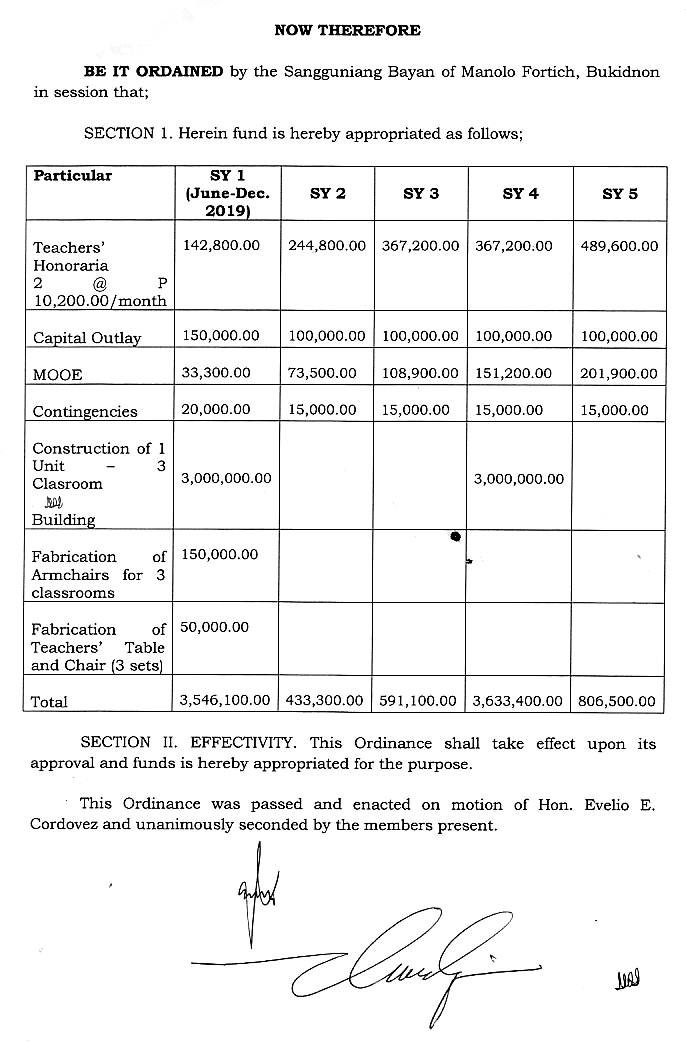 NOW THEREFORE
BE IT ORDAINED by the Sangguniang Bayan of Manolo Fortich, Bukidnon
in session that;
SECTION 1. Herein fund is hereby appropriated as follows;
Particular SY 1 (June-Dec. 2019) SY 2 SY 3 SY 4 SY 5
Teachers' 142,800.00 244,800.00 367,200.00 367,200.00 489,600.00
Honoraria
2 @ P
10,200.00/month
Capital Outlay 150,000.00 100,000.00 100,000.00 100,000.00 100,000.00
MOOE 33,300.00 73,500.00 108,900.00 151,200.00 201,900.00
Contingencies 20,000.00 15,000.00 15,000.00 15,000.00 15,000.00
Construction of 1
Unit – 3
Clasroom 3,000,000.00 3,000,000.00
Building
Fabrication of 150,000.00
Armchairs for 3
classrooms
Fabrication of 50,000.00
Teachers' Table
and Chair (3 sets)
Total 3,546,100.00 433,300.00 591,100.00 3,633,400.00 806,500.00
SECTION II. EFFECTIVITY. This Ordinance shall take effect upon its
approval and funds is hereby appropriated for the purpose.
This Ordinance was passed and enacted on motion of Hon. Evelio E.
Cordovez and unanimously seconded by the members present.